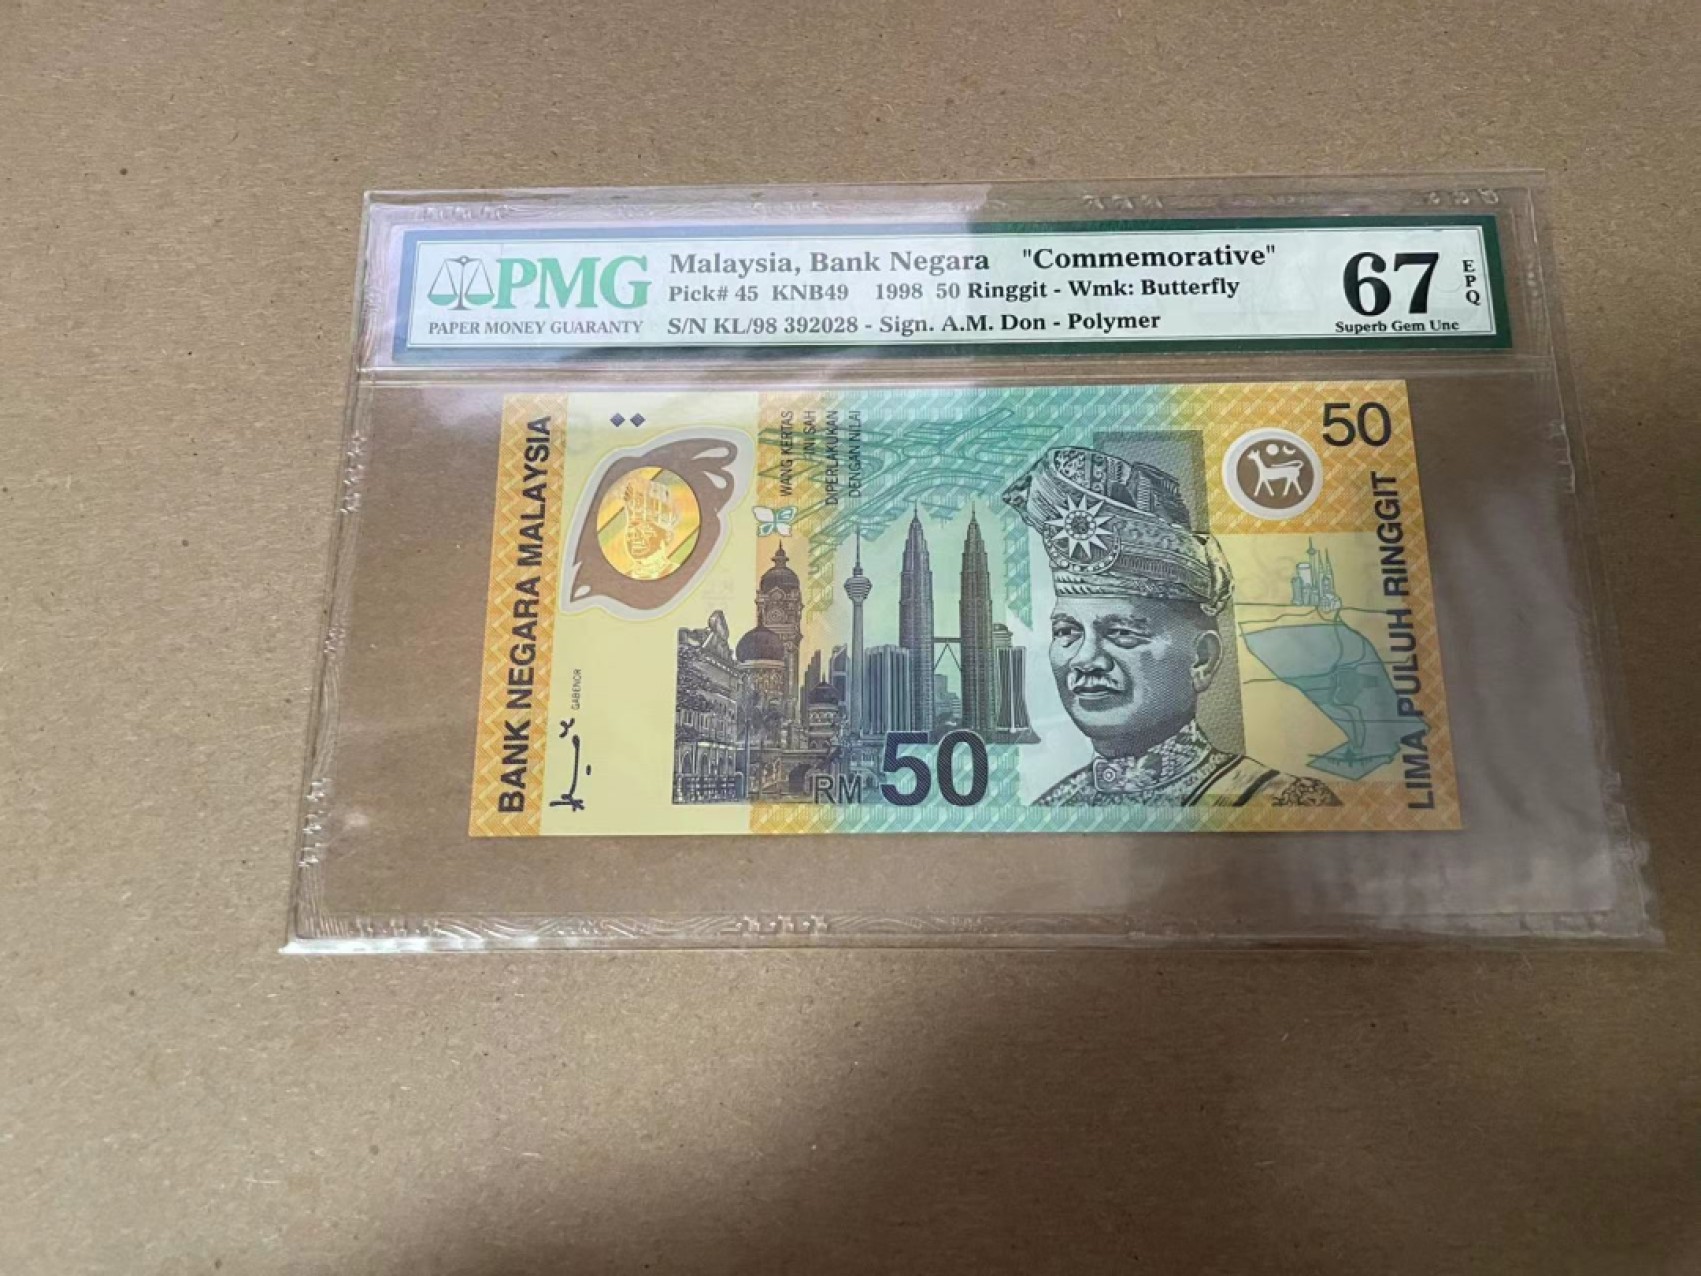 PMG
PAPER MONEY GUARANTY
Malaysia, Bank Negara "Commemorative"
Pick# 45 KNB49 1998 50 Ringgit - Wmk: Butterfly
S/N KL/98 392028 - Sign. A.M. Don - Polymer
67
EPQ
Superb Gem Unc
BANK NEGARA MALAYSIA
GABENOR
WANG KERTAS
INI SAH
DIPERLAKUKAN
DENGAN NILAI
RM 50
50
LIMA PULUH RINGGIT